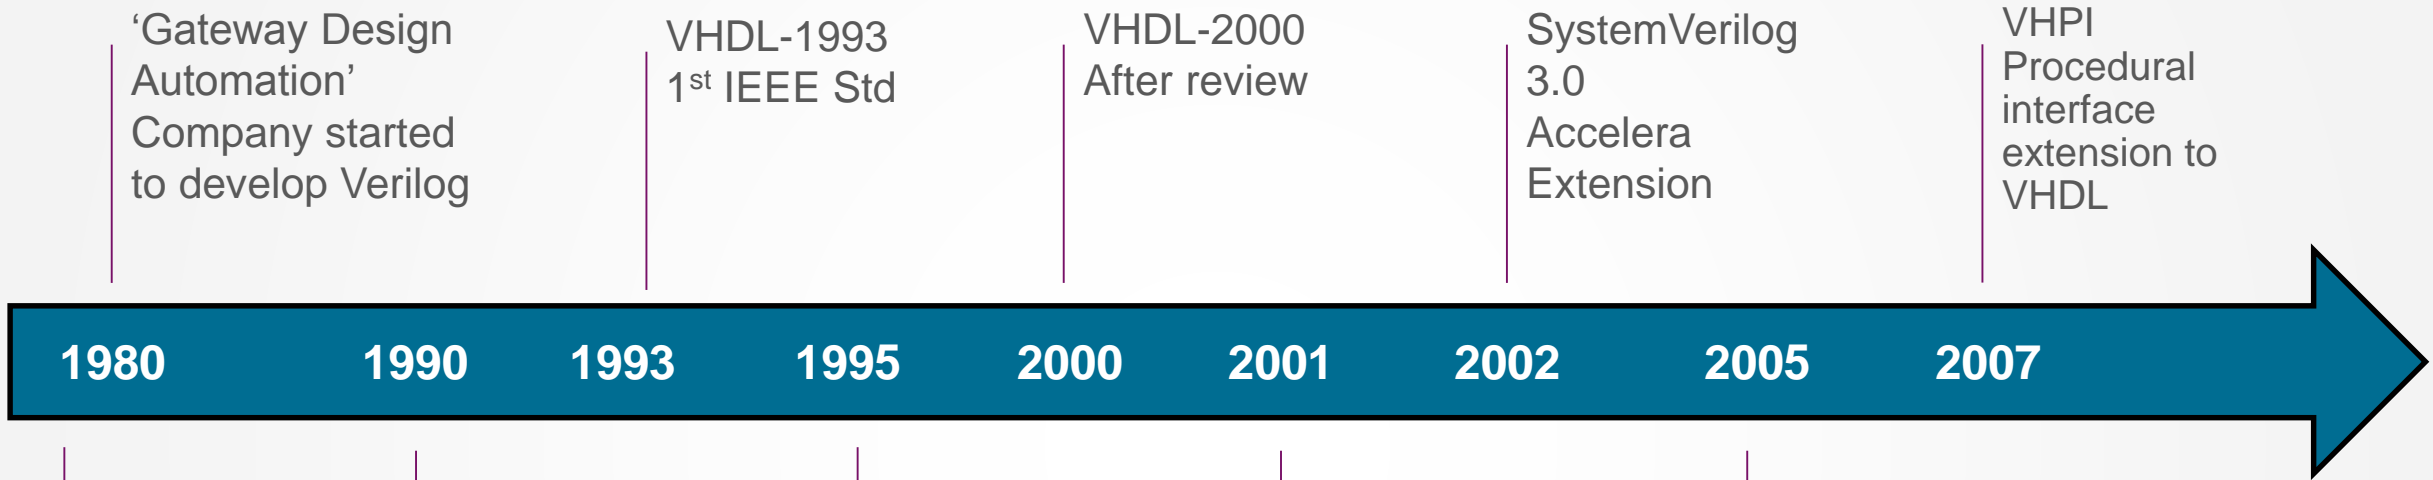 ‘Gateway Design
Automation’
Company started
to develop Verilog
VHDL-1993
1st IEEE Std
VHDL-2000
After review
SystemVerilog
3.0
Accelera
Extension
VHPI
Procedural
interface
extension to
VHDL
1980 1990 1993 1995 2000 2001 2002 2005 2007